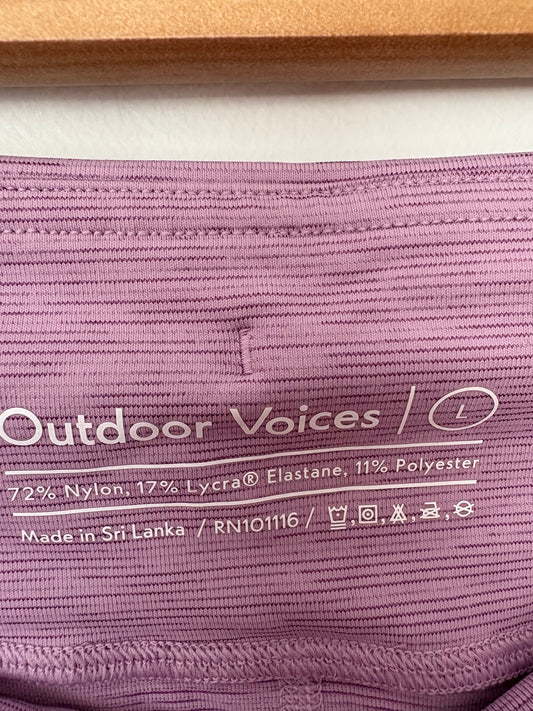 Outdoor Voices / L
72% Nylon, 17% Lycra® Elastane, 11% Polyester
Made in Sri Lanka / RN101116 /